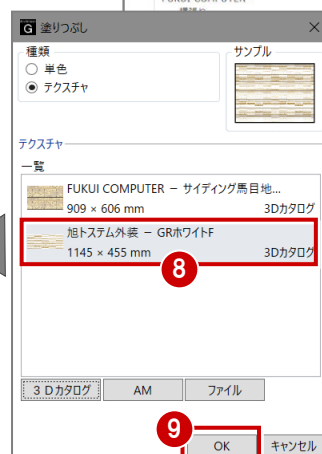 FUKUI COMPUTER
塗りつぶし
種類
単色
テクスチャ
サンプル
テクスチャ
一覧
FUKUI COMPUTER － サイディング馬目地...
909 × 606 mm 3Dカタログ
旭トステム外装 － GRホワイトF
1145 × 455 mm 3Dカタログ
8
３Ｄカタログ AM ファイル
9
OK キャンセル